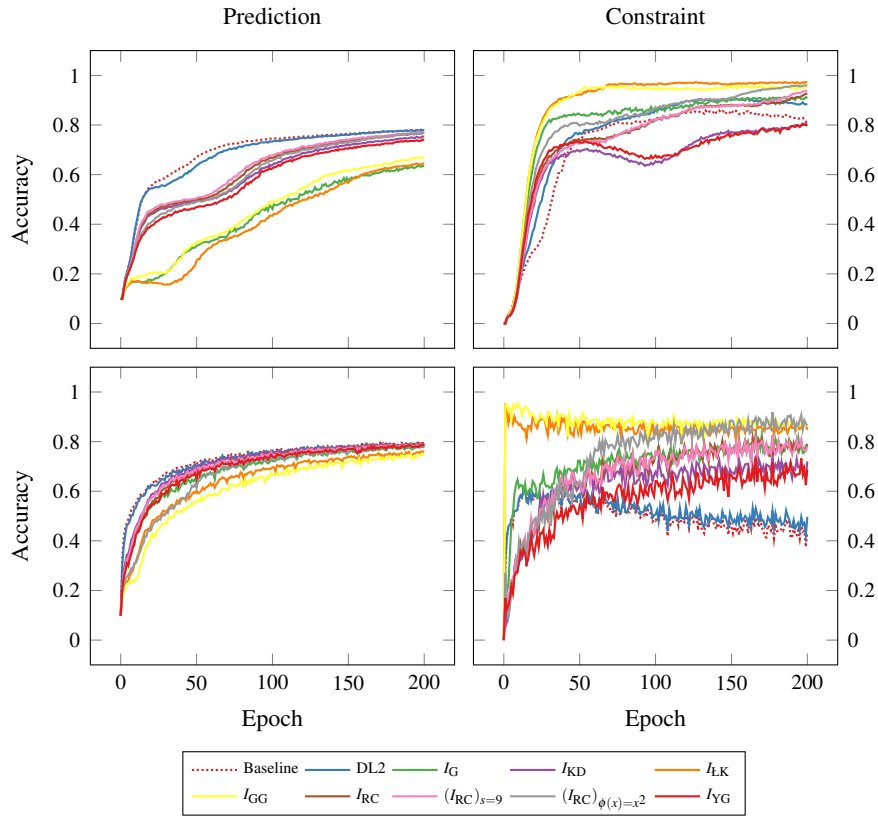 Prediction
Constraint
Accuracy
1
0.8
0.6
0.4
0.2
0
1
0.8
0.6
0.4
0.2
0
Accuracy
1
0.8
0.6
0.4
0.2
0
1
0.8
0.6
0.4
0.2
0
0 50 100 150 200
0 50 100 150 200
Epoch
Epoch
Baseline DL2 I_G I_KD I_ŁK
I_GG I_RC (I_RC)_{s=9} (I_RC)_{ϕ(x)=x²} I_YG